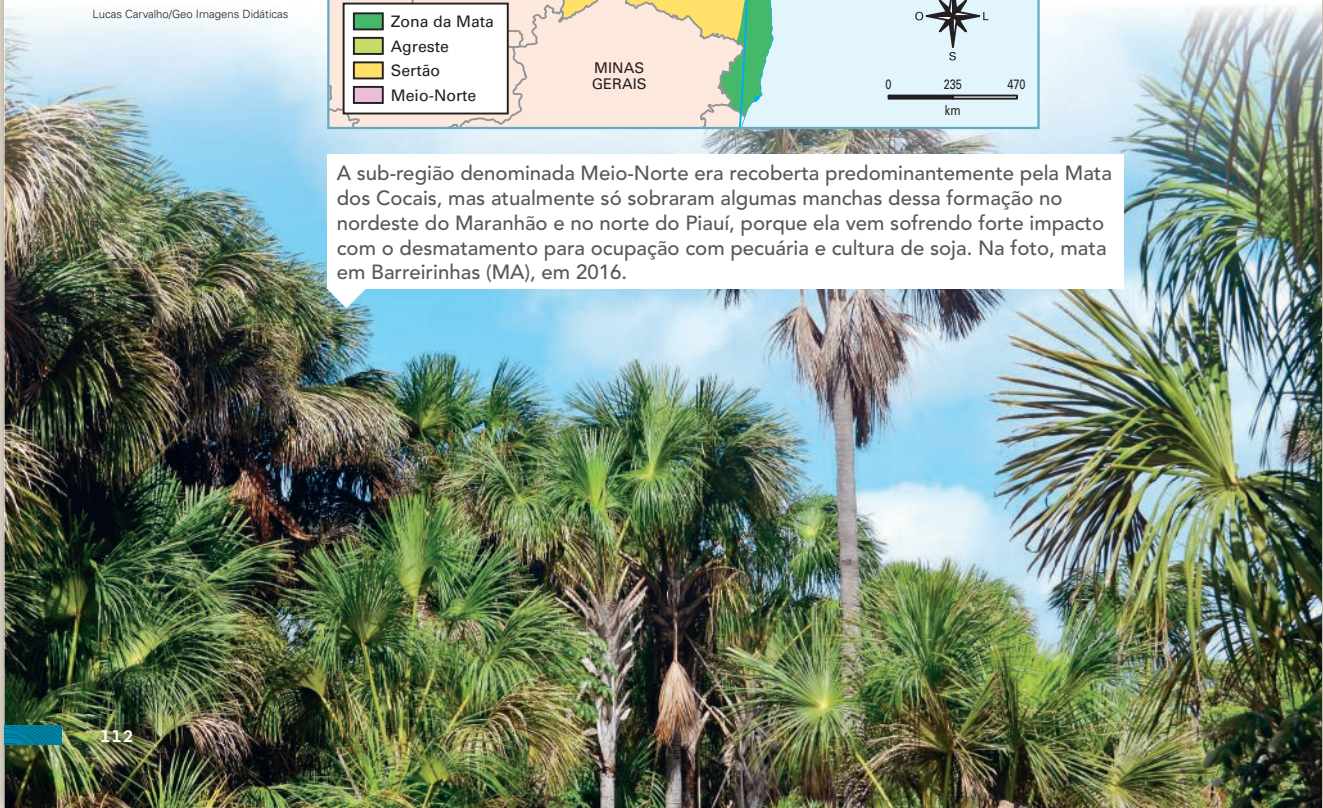 Lucas Carvalho/Geo Imagens Didáticas
Zona da Mata
Agreste
Sertão
Meio-Norte
MINAS
GERAIS
O
L
S
0 235 470
km
A sub-região denominada Meio-Norte era recoberta predominantemente pela Mata
dos Cocais, mas atualmente só sobraram algumas manchas dessa formação no
nordeste do Maranhão e no norte do Piauí, porque ela vem sofrendo forte impacto
com o desmatamento para ocupação com pecuária e cultura de soja. Na foto, mata
em Barreirinhas (MA), em 2016.
112